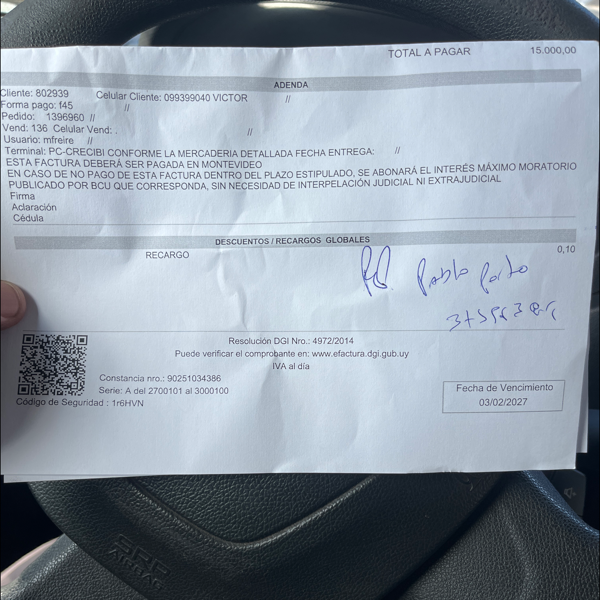 TOTAL A PAGAR 15.000,00
ADENDA
Cliente: 802939 Celular Cliente: 099399040 VICTOR //
Forma pago: f45 //
Pedido: 1396960 //
Vend: 136 Celular Vend: . //
Usuario: mfreire //
Terminal: PC-CRECIBI CONFORME LA MERCADERIA DETALLADA FECHA ENTREGA: //
ESTA FACTURA DEBERÁ SER PAGADA EN MONTEVIDEO
EN CASO DE NO PAGO DE ESTA FACTURA DENTRO DEL PLAZO ESTIPULADO, SE ABONARÁ EL INTERÉS MÁXIMO MORATORIO
PUBLICADO POR BCU QUE CORRESPONDA, SIN NECESIDAD DE INTERPELACIÓN JUDICIAL NI EXTRAJUDICIAL
Firma
Aclaración
Cédula
DESCUENTOS / RECARGOS GLOBALES
RECARGO 0,10
Pablo
Resolución DGI Nro.: 4972/2014
Puede verificar el comprobante en: www.efactura.dgi.gub.uy
IVA al día
Constancia nro.: 90251034386
Serie: A del 2700101 al 3000100
Código de Seguridad : 1r6HVN
Fecha de Vencimiento
03/02/2027
SRS
AIRBAG